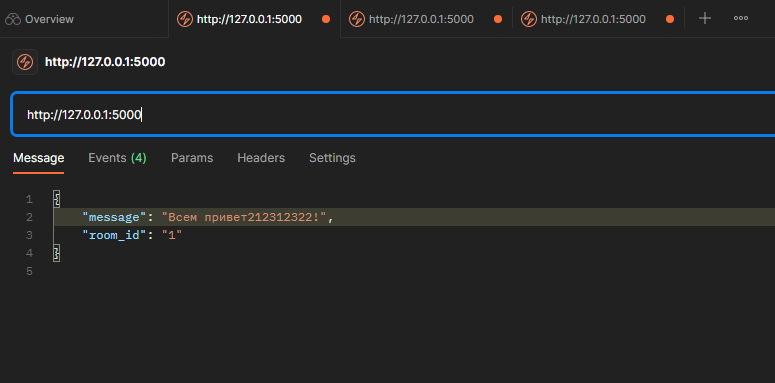 Overview http://127.0.0.1:5000 http://127.0.0.1:5000 http://127.0.0.1:5000
http://127.0.0.1:5000
http://127.0.0.1:5000
Message Events (4) Params Headers Settings
1 {
2 "message": "Всем привет212312322!",
3 "room_id": "1"
4 }
5